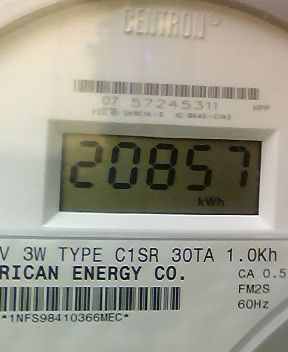 CENTRON®
07 57245311
20857
kWh
V 3W TYPE C1SR 30TA 1.0Kh
RICAN ENERGY CO.
CA 0.5
FM2S
60Hz
*1NFS98410366MEC*